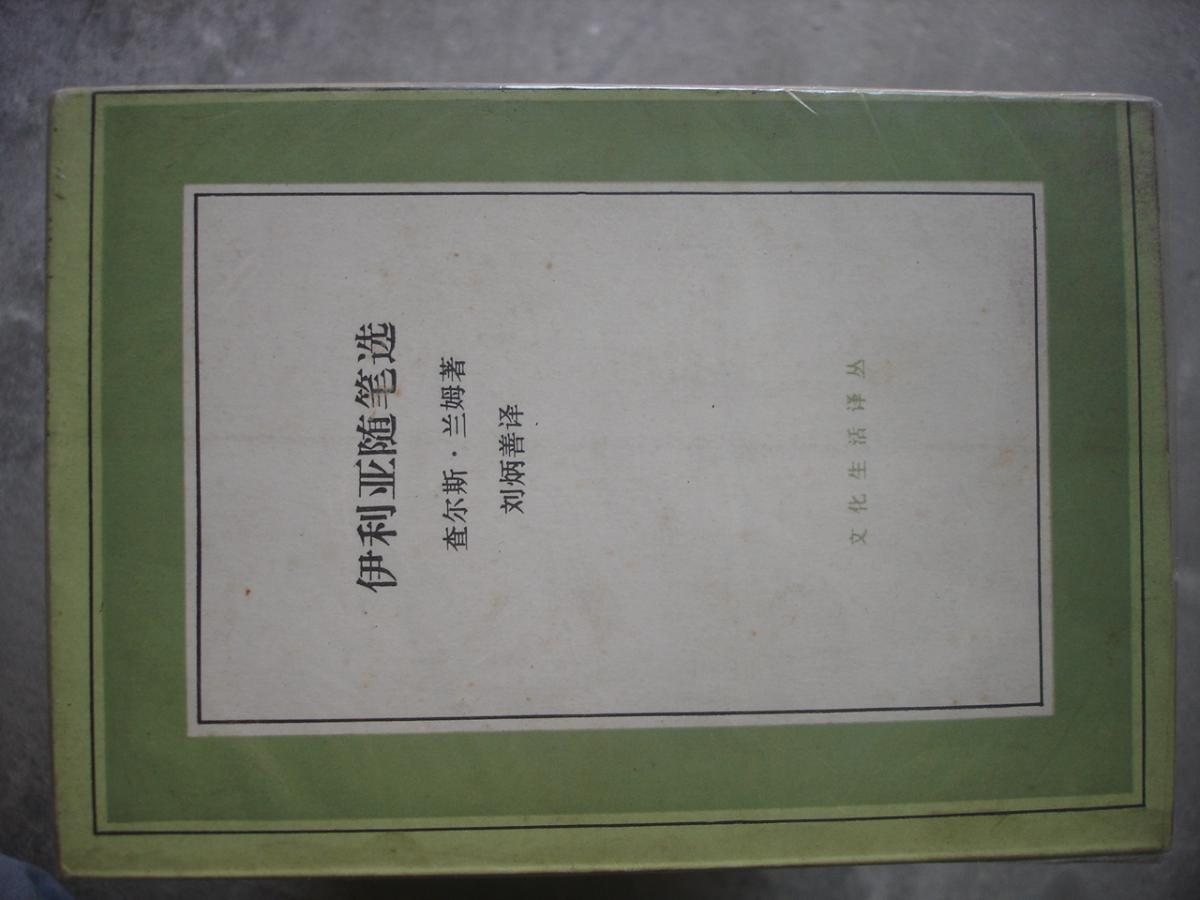 伊利亚随笔选
查尔斯·兰姆著
刘炳善译
文化生活译丛